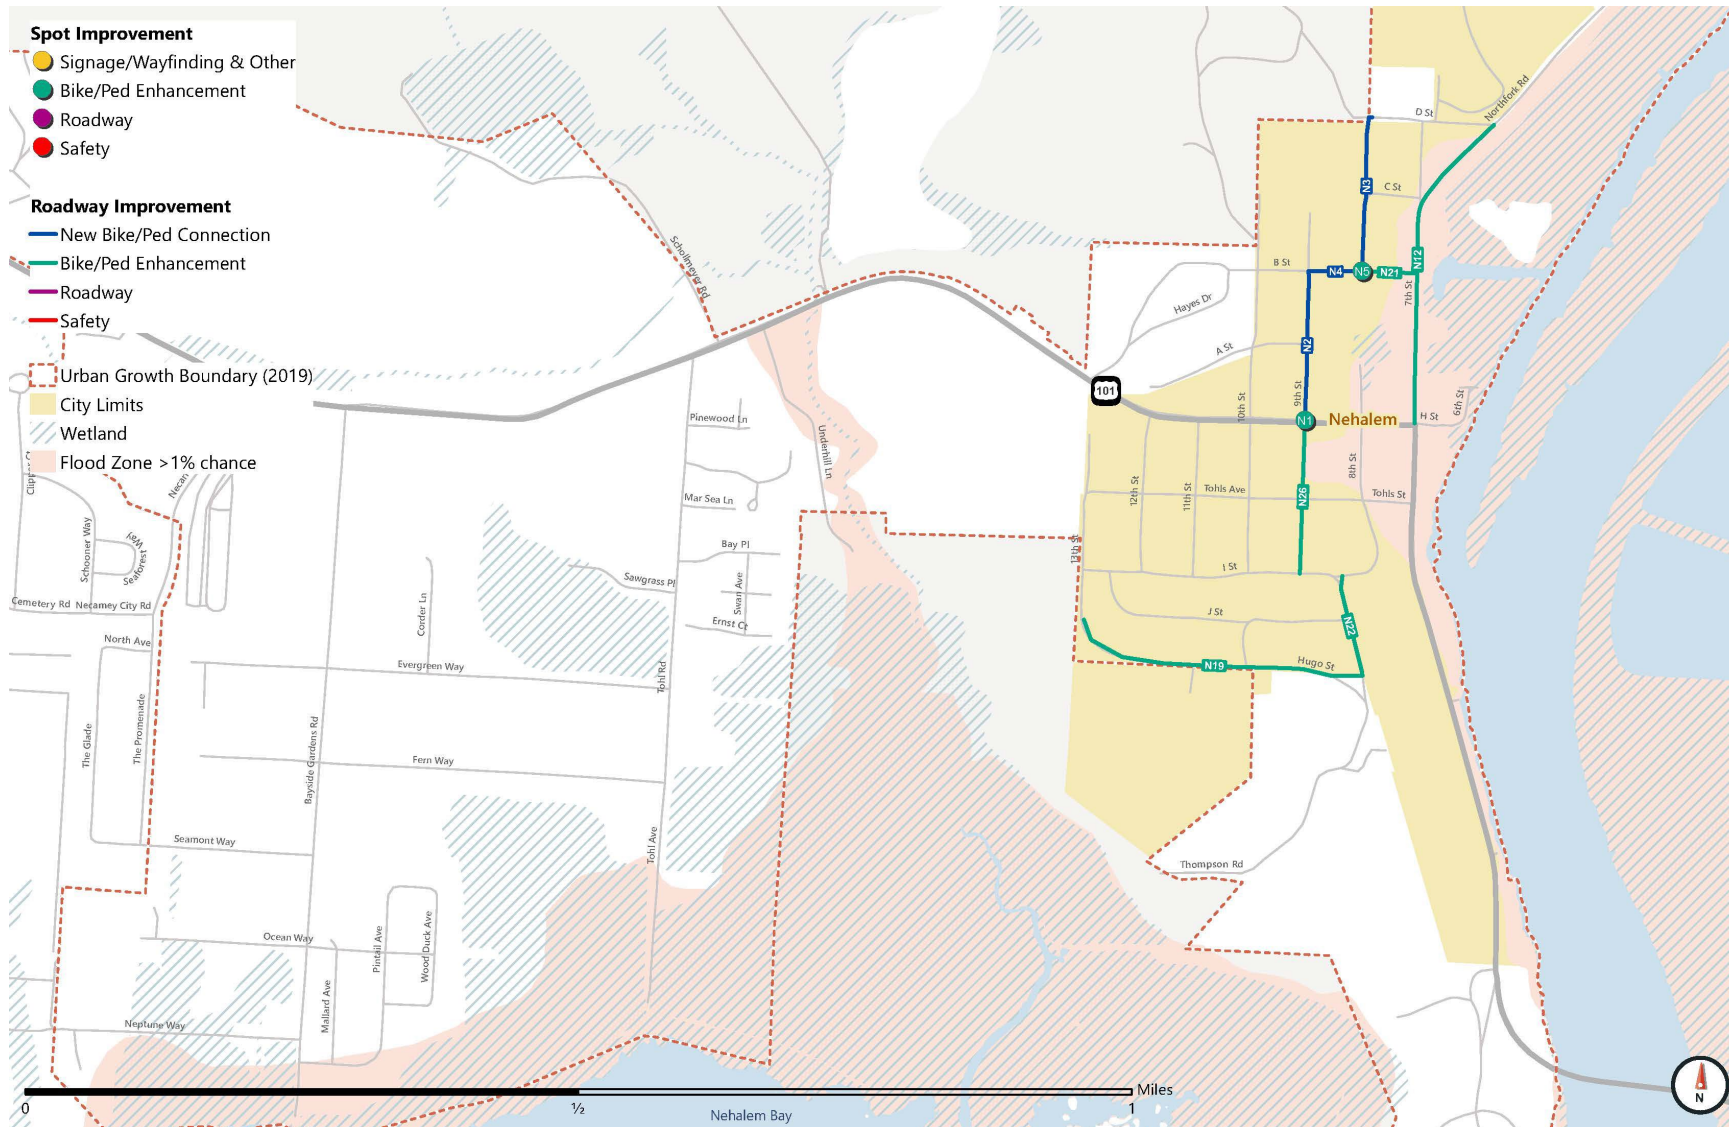 Spot Improvement
Signage/Wayfinding & Other
Bike/Ped Enhancement
Roadway
Safety
Roadway Improvement
New Bike/Ped Connection
Bike/Ped Enhancement
Roadway
Safety
Urban Growth Boundary (2019)
City Limits
Wetland
Flood Zone >1% chance
Northfork Rd
D St
N3
C St
Schollmeyer Rd
B St
N4
N5
N21
N12
7th St
Hayes Dr
N2
A St
101
10th St
9th St
N1
Nehalem
H St
6th St
Pinewood Ln
Underhill Ln
8th St
Mar Sea Ln
12th St
11th St
Tohls Ave
N26
Tohls St
Schooner Way
Seaforest Way
Bay Pl
13th St
I St
Sawgrass Pl
Swan Ave
Cemetery Rd
Necarney City Rd
Corder Ln
Ernst Ct
J St
N22
North Ave
Evergreen Way
Tohl Rd
N19
Hugo St
The Glade
The Promenade
Bayside Gardens Rd
Fern Way
Seamont Way
Tohl Ave
Thompson Rd
Ocean Way
Pintail Ave
Wood Duck Ave
Mallard Ave
Neptune Way
Miles
0
½
1
Nehalem Bay
N